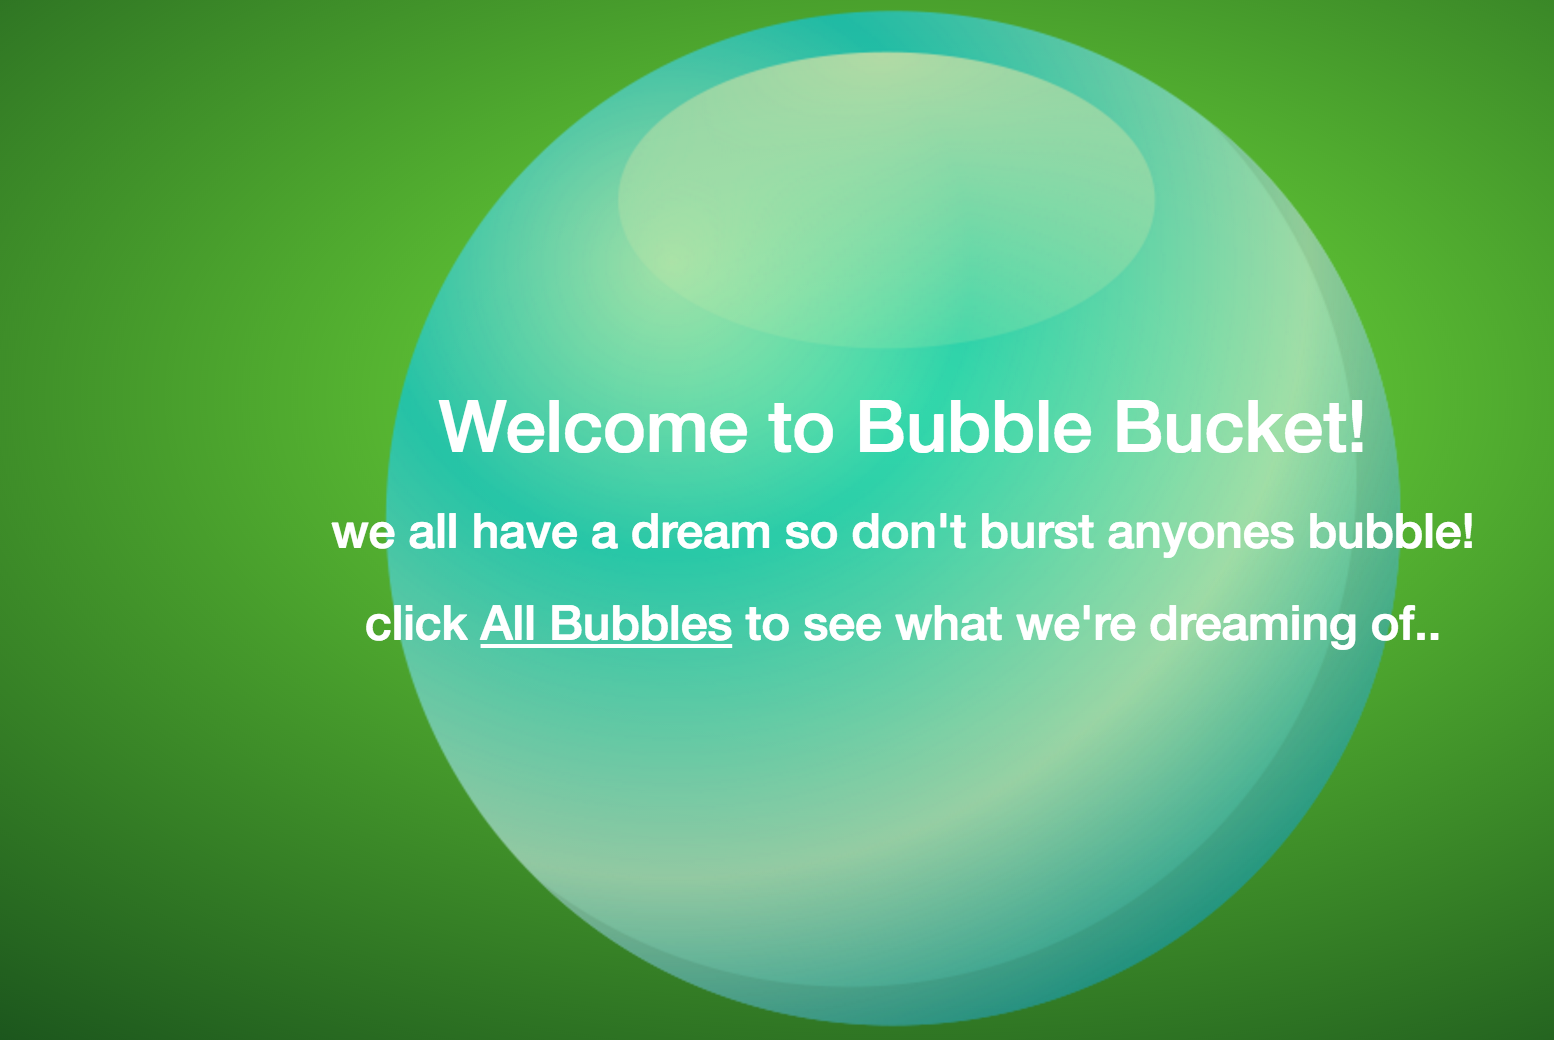 Welcome to Bubble Bucket!
we all have a dream so don't burst anyones bubble!
click All Bubbles to see what we're dreaming of..